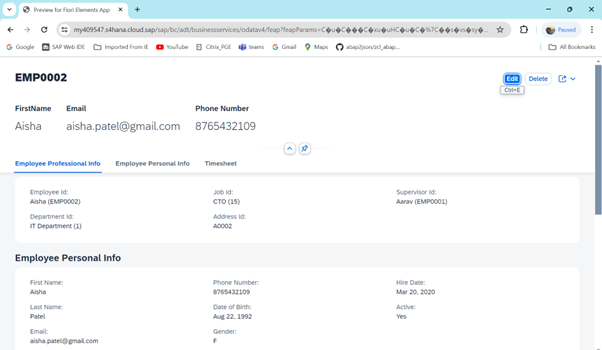 Preview for Fiori Elements App
my409547.s4hana.cloud.sap/sap/bc/adt/businessservices/odatav4/feap?feapParams=C�u�C���C�xu�uHC�u�C�%7C��s�vs�sy�...
Paused
Google SAP Web IDE Imported From IE YouTube Citrix_PGE teams Gmail Maps abap2json/zcl_abap... All Bookmarks
EMP0002
Edit Delete
Ctrl+E
FirstName Email Phone Number
Aisha aisha.patel@gmail.com 8765432109
Employee Professional Info Employee Personal Info Timesheet
Employee Id: Job Id: Supervisor Id:
Aisha (EMP0002) CTO (15) Aarav (EMP0001)
Department Id: Address Id:
IT Department (1) A0002
Employee Personal Info
First Name: Phone Number: Hire Date:
Aisha 8765432109 Mar 20, 2020
Last Name: Date of Birth: Active:
Patel Aug 22, 1992 Yes
Email: Gender:
aisha.patel@gmail.com F